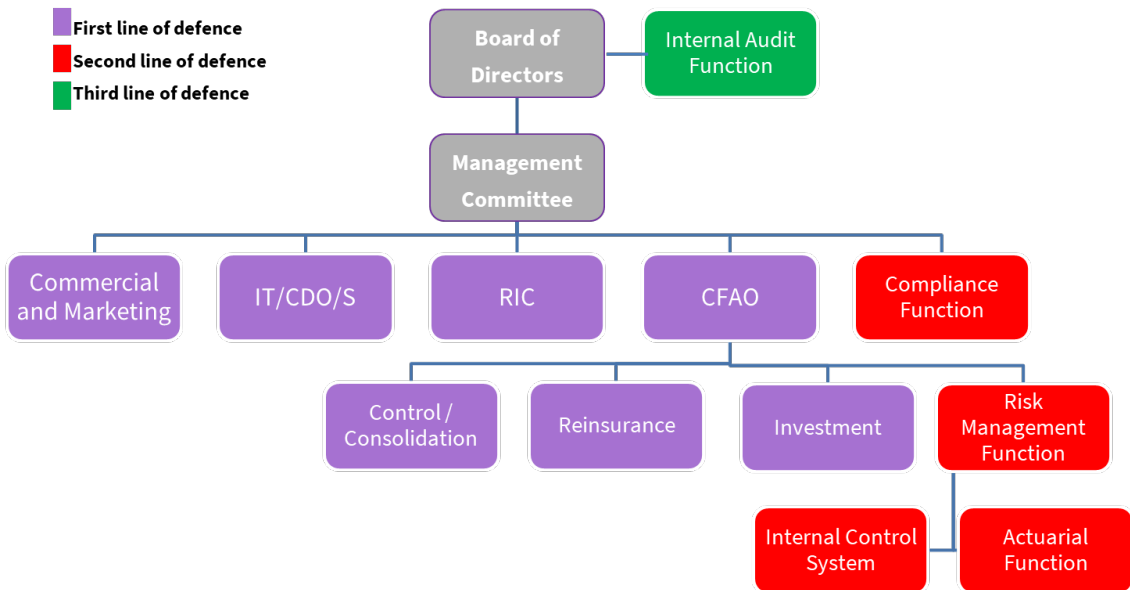 First line of defence
Second line of defence
Third line of defence
Board of
Directors
Internal Audit
Function
Management
Committee
Commercial
and Marketing
IT/CDO/S
RIC
CFAO
Compliance
Function
Control /
Consolidation
Reinsurance
Investment
Risk
Management
Function
Internal Control
System
Actuarial
Function